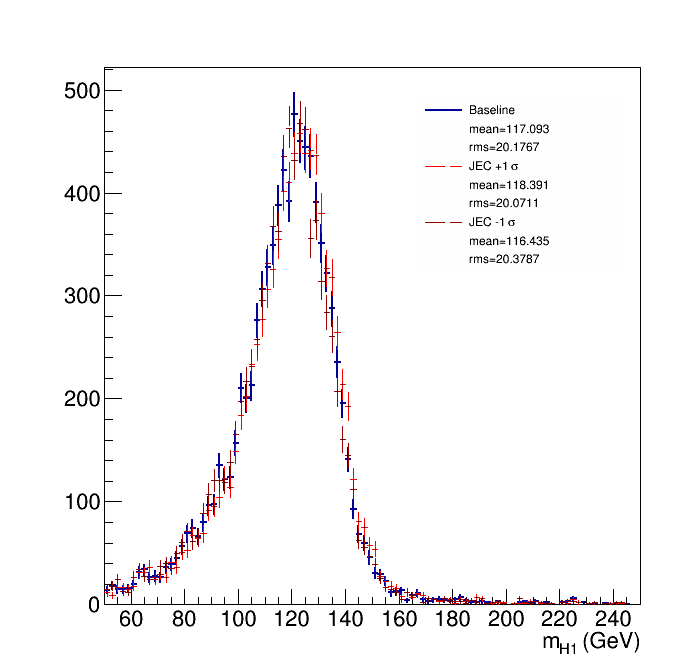 500
400
300
200
100
0
Baseline
mean=117.093
rms=20.1767
JEC +1 σ
mean=118.391
rms=20.0711
JEC -1 σ
mean=116.435
rms=20.3787
60 80 100 120 140 160 180 200 220 240
m_H1 (GeV)